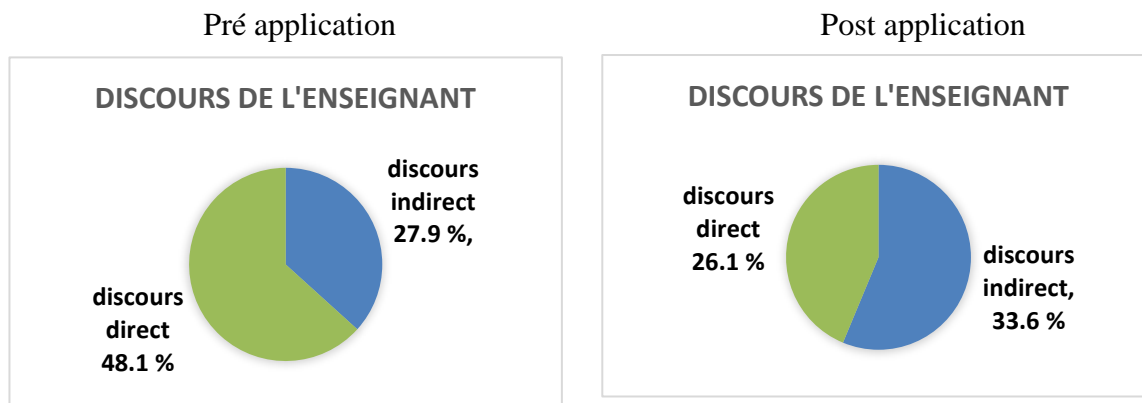 Pré application
DISCOURS DE L'ENSEIGNANT
discours
indirect
27.9 %,
discours
direct
48.1 %
Post application
DISCOURS DE L'ENSEIGNANT
discours
direct
26.1 %
discours
indirect,
33.6 %